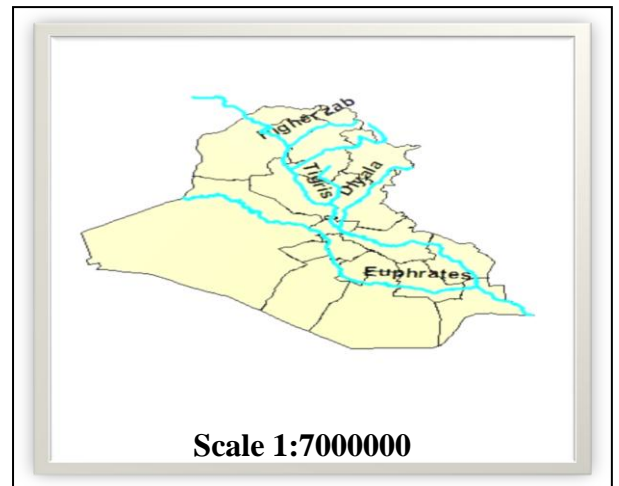 Higher Zab
Tigris
Diyala
Euphrates
Scale 1:7000000